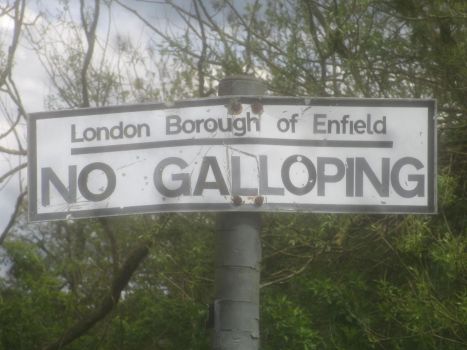 London Borough of Enfield
NO GALLOPING